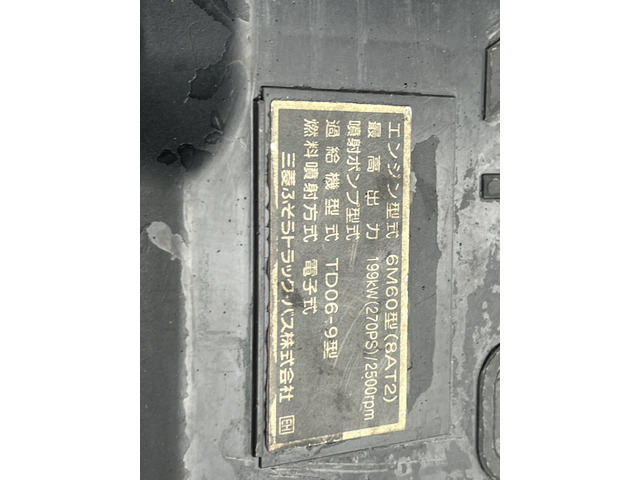 エンジン型式 6M60型(8AT2)
最高出力 199kW(270PS)/2500rpm
噴射ポンプ型式
過給機型式 TD06-9型
燃料噴射方式 電子式
三菱ふそうトラック・バス株式会社 EH